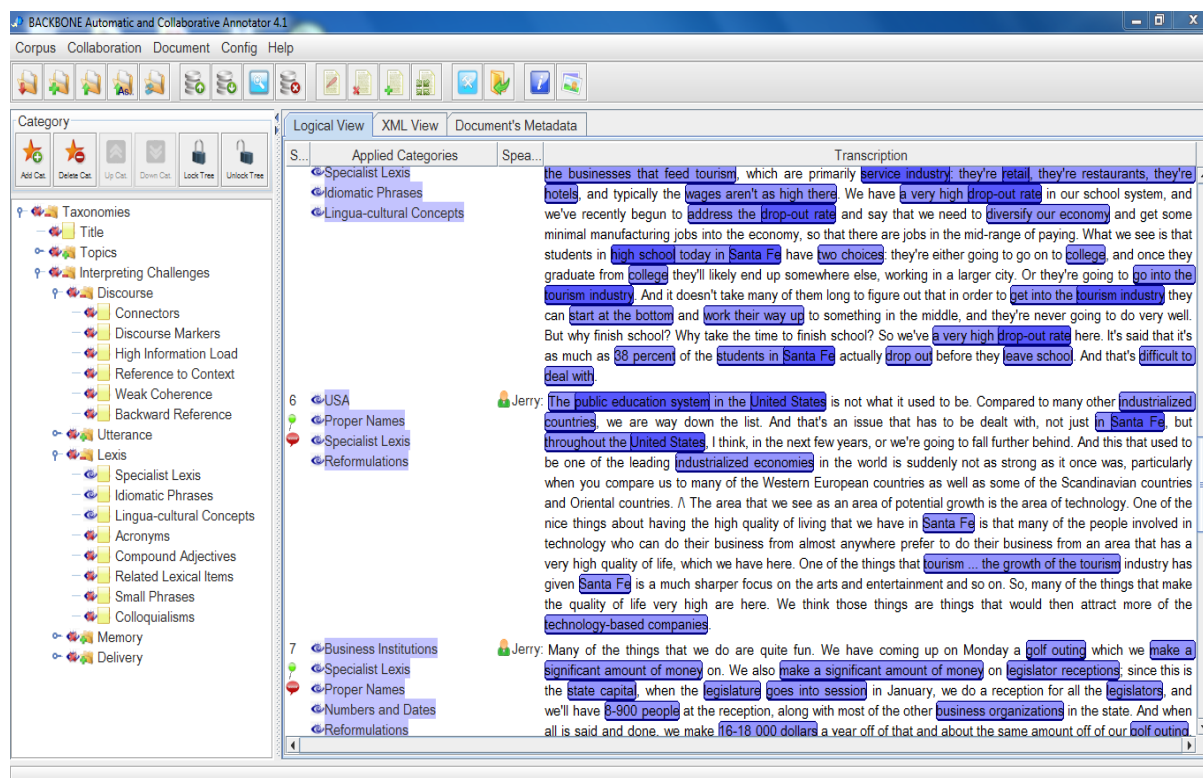 BACKBONE Automatic and Collaborative Annotator 4.1
Corpus Collaboration Document Config Help
As.
Category
Add Cat. Delete Cat. Up Cat. Down Cat. Lock Tree Unlock Tree
Taxonomies
Title
Topics
Interpreting Challenges
Discourse
Connectors
Discourse Markers
High Information Load
Reference to Context
Weak Coherence
Backward Reference
Utterance
Lexis
Specialist Lexis
Idiomatic Phrases
Lingua-cultural Concepts
Acronyms
Compound Adjectives
Related Lexical Items
Small Phrases
Colloquialisms
Memory
Delivery
Logical View XML View Document's Metadata
S... Applied Categories Spea... Transcription
Specialist Lexis
Idiomatic Phrases
Lingua-cultural Concepts
the businesses that feed tourism, which are primarily service industry: they're retail, they're restaurants, they're
hotels, and typically the wages aren't as high there. We have a very high drop-out rate in our school system, and
we've recently begun to address the drop-out rate and say that we need to diversify our economy and get some
minimal manufacturing jobs into the economy, so that there are jobs in the mid-range of paying. What we see is that
students in high school today in Santa Fe have two choices: they're either going to go on to college, and once they
graduate from college they'll likely end up somewhere else, working in a larger city. Or they're going to go into the
tourism industry. And it doesn't take many of them long to figure out that in order to get into the tourism industry they
can start at the bottom and work their way up to something in the middle, and they're never going to do very well.
But why finish school? Why take the time to finish school? So we've a very high drop-out rate here. It's said that it's
as much as 38 percent of the students in Santa Fe actually drop out before they leave school. And that's difficult to
deal with.
6 USA
Proper Names
Specialist Lexis
Reformulations
Jerry: The public education system in the United States is not what it used to be. Compared to many other industrialized
countries, we are way down the list. And that's an issue that has to be dealt with, not just in Santa Fe, but
throughout the United States, I think, in the next few years, or we're going to fall further behind. And this that used to
be one of the leading industrialized economies in the world is suddenly not as strong as it once was, particularly
when you compare us to many of the Western European countries as well as some of the Scandinavian countries
and Oriental countries. /\ The area that we see as an area of potential growth is the area of technology. One of the
nice things about having the high quality of living that we have in Santa Fe is that many of the people involved in
technology who can do their business from almost anywhere prefer to do their business from an area that has a
very high quality of life, which we have here. One of the things that tourism ... the growth of the tourism industry has
given Santa Fe is a much sharper focus on the arts and entertainment and so on. So, many of the things that make
the quality of life very high are here. We think those things are things that would then attract more of the
technology-based companies.
7 Business Institutions
Specialist Lexis
Proper Names
Numbers and Dates
Reformulations
Jerry: Many of the things that we do are quite fun. We have coming up on Monday a golf outing which we make a
significant amount of money on. We also make a significant amount of money on legislator receptions; since this is
the state capital, when the legislature goes into session in January, we do a reception for all the legislators, and
we'll have 8-900 people at the reception, along with most of the other business organizations in the state. And when
all is said and done, we make 16-18 000 dollars a year off of that and about the same amount off of our golf outing.